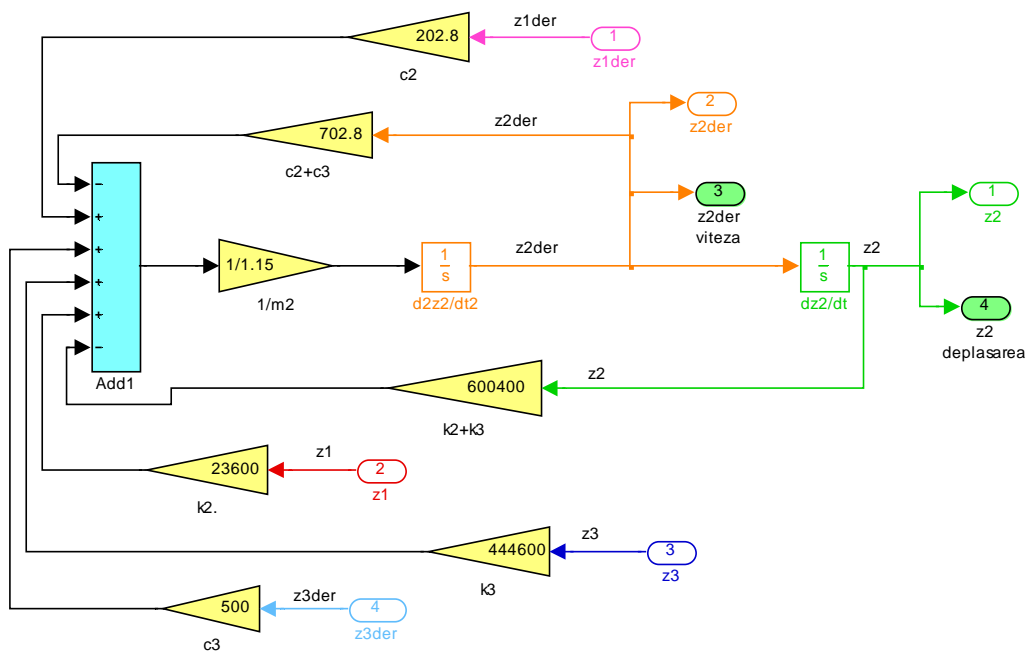 z1der
202.8
1
z1der
c2
z2der
2
z2der
702.8
c2+c3
−
+
+
+
+
−
Add1
3
z2der
viteza
1
z2
1/1.15
1/m2
1
s
d2z2/dt2
z2der
1
s
dz2/dt
z2
4
z2
deplasarea
600400
k2+k3
z2
23600
k2.
z1
2
z1
444600
k3
z3
3
z3
500
c3
z3der
4
z3der